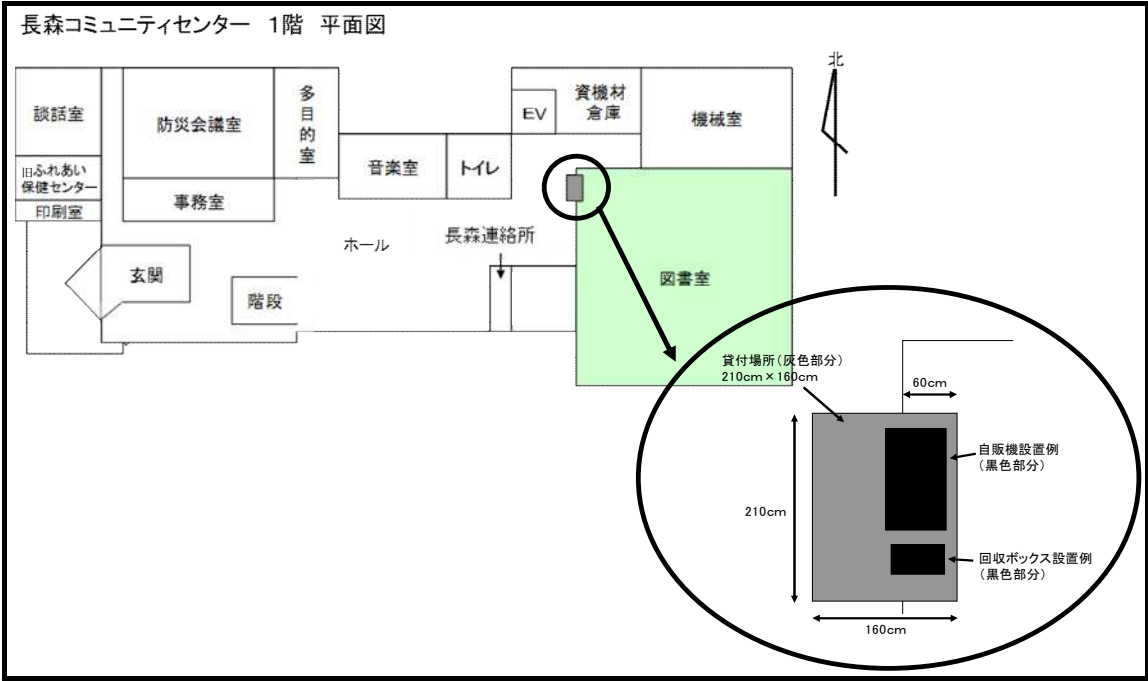 長森コミュニティセンター 1階 平面図
北
談話室
防災会議室
多目的室
EV
資機材
倉庫
機械室
音楽室
トイレ
旧ふれあい
保健センター
事務室
印刷室
ホール
長森連絡所
玄関
階段
図書室
貸付場所(灰色部分)
210cm×160cm
60cm
自販機設置例
(黒色部分)
210cm
回収ボックス設置例
(黒色部分)
160cm